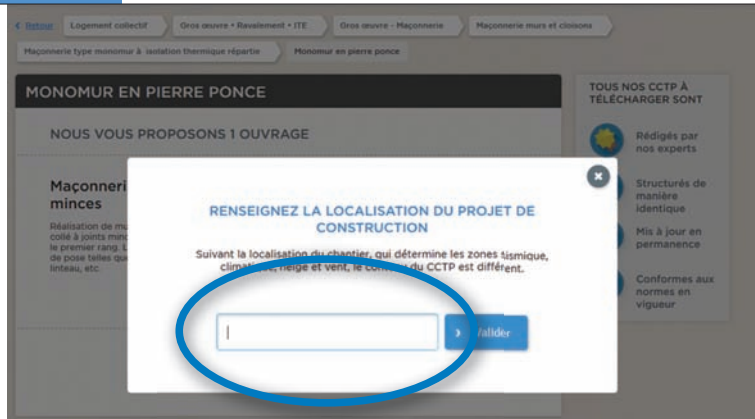 Retour Logement collectif Gros œuvre • Ravalement • ITE Gros œuvre - Maçonnerie Maçonnerie murs et cloisons
Maçonnerie type monomur à isolation thermique répartie Monomur en pierre ponce
MONOMUR EN PIERRE PONCE
NOUS VOUS PROPOSONS 1 OUVRAGE
Maçonneri
minces
Réalisation de mu
collé à joints minc
le premier rang. L
de pose telles que
linteau, etc.
RENSEIGNEZ LA LOCALISATION DU PROJET DE
CONSTRUCTION
Suivant la localisation du chantier, qui détermine les zones sismique,
climatique, neige et vent, le contenu du CCTP est différent.
Valider
TOUS NOS CCTP À
TÉLÉCHARGER SONT
Rédigés par
nos experts
Structurés de
manière
identique
Mis à jour en
permanence
Conformes aux
normes en
vigueur